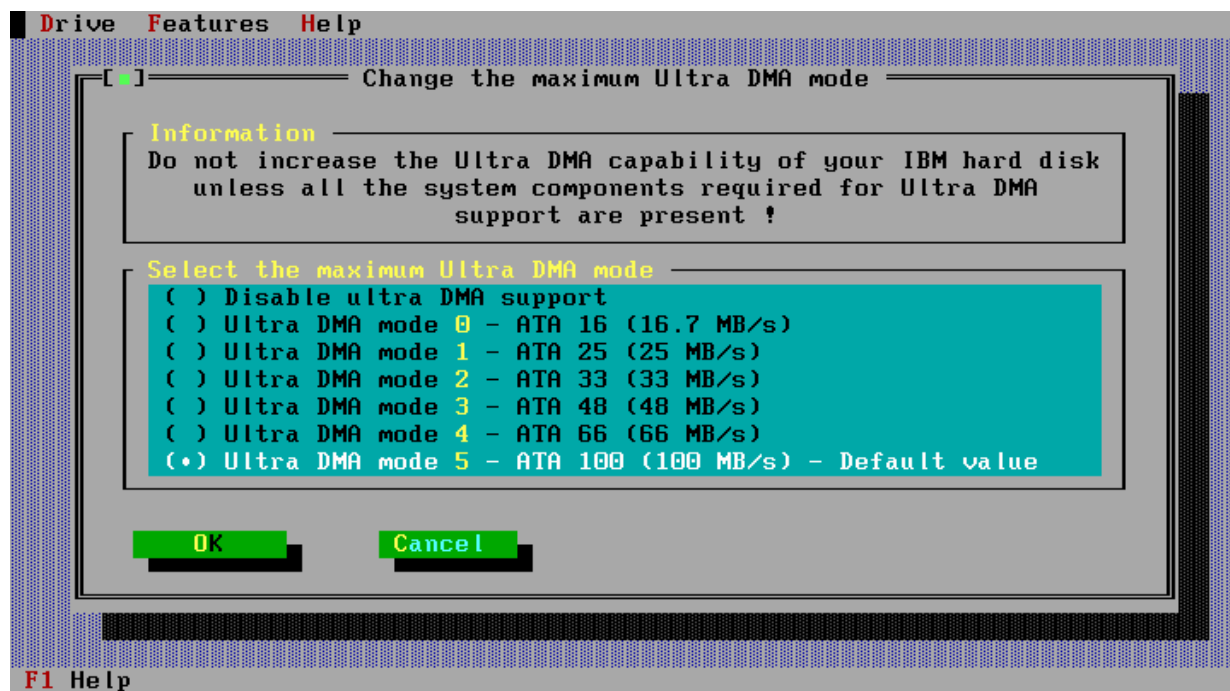 Drive Features Help
[■] Change the maximum Ultra DMA mode
Information
Do not increase the Ultra DMA capability of your IBM hard disk
unless all the system components required for Ultra DMA
support are present !
Select the maximum Ultra DMA mode
( ) Disable ultra DMA support
( ) Ultra DMA mode 0 - ATA 16 (16.7 MB/s)
( ) Ultra DMA mode 1 - ATA 25 (25 MB/s)
( ) Ultra DMA mode 2 - ATA 33 (33 MB/s)
( ) Ultra DMA mode 3 - ATA 48 (48 MB/s)
( ) Ultra DMA mode 4 - ATA 66 (66 MB/s)
(•) Ultra DMA mode 5 - ATA 100 (100 MB/s) - Default value
OK Cancel
F1 Help